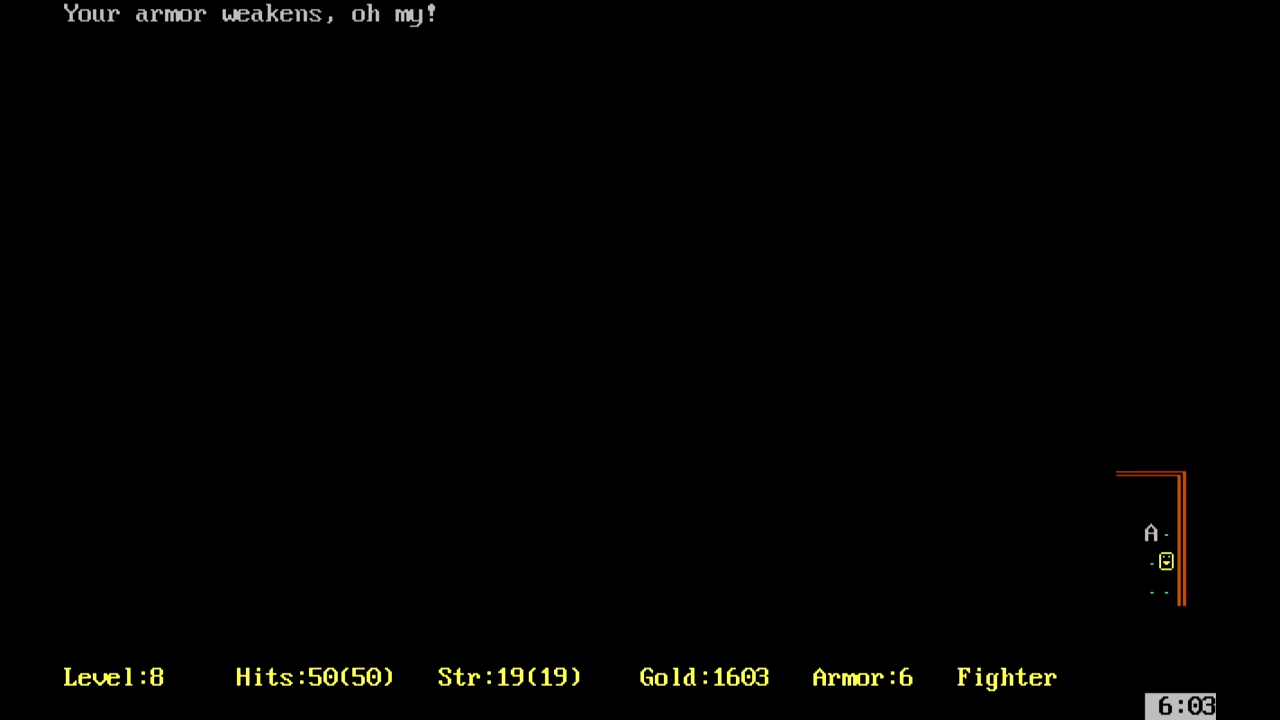 Your armor weakens, oh my!
A
Level:8 Hits:50(50) Str:19(19) Gold:1603 Armor:6 Fighter
6:03